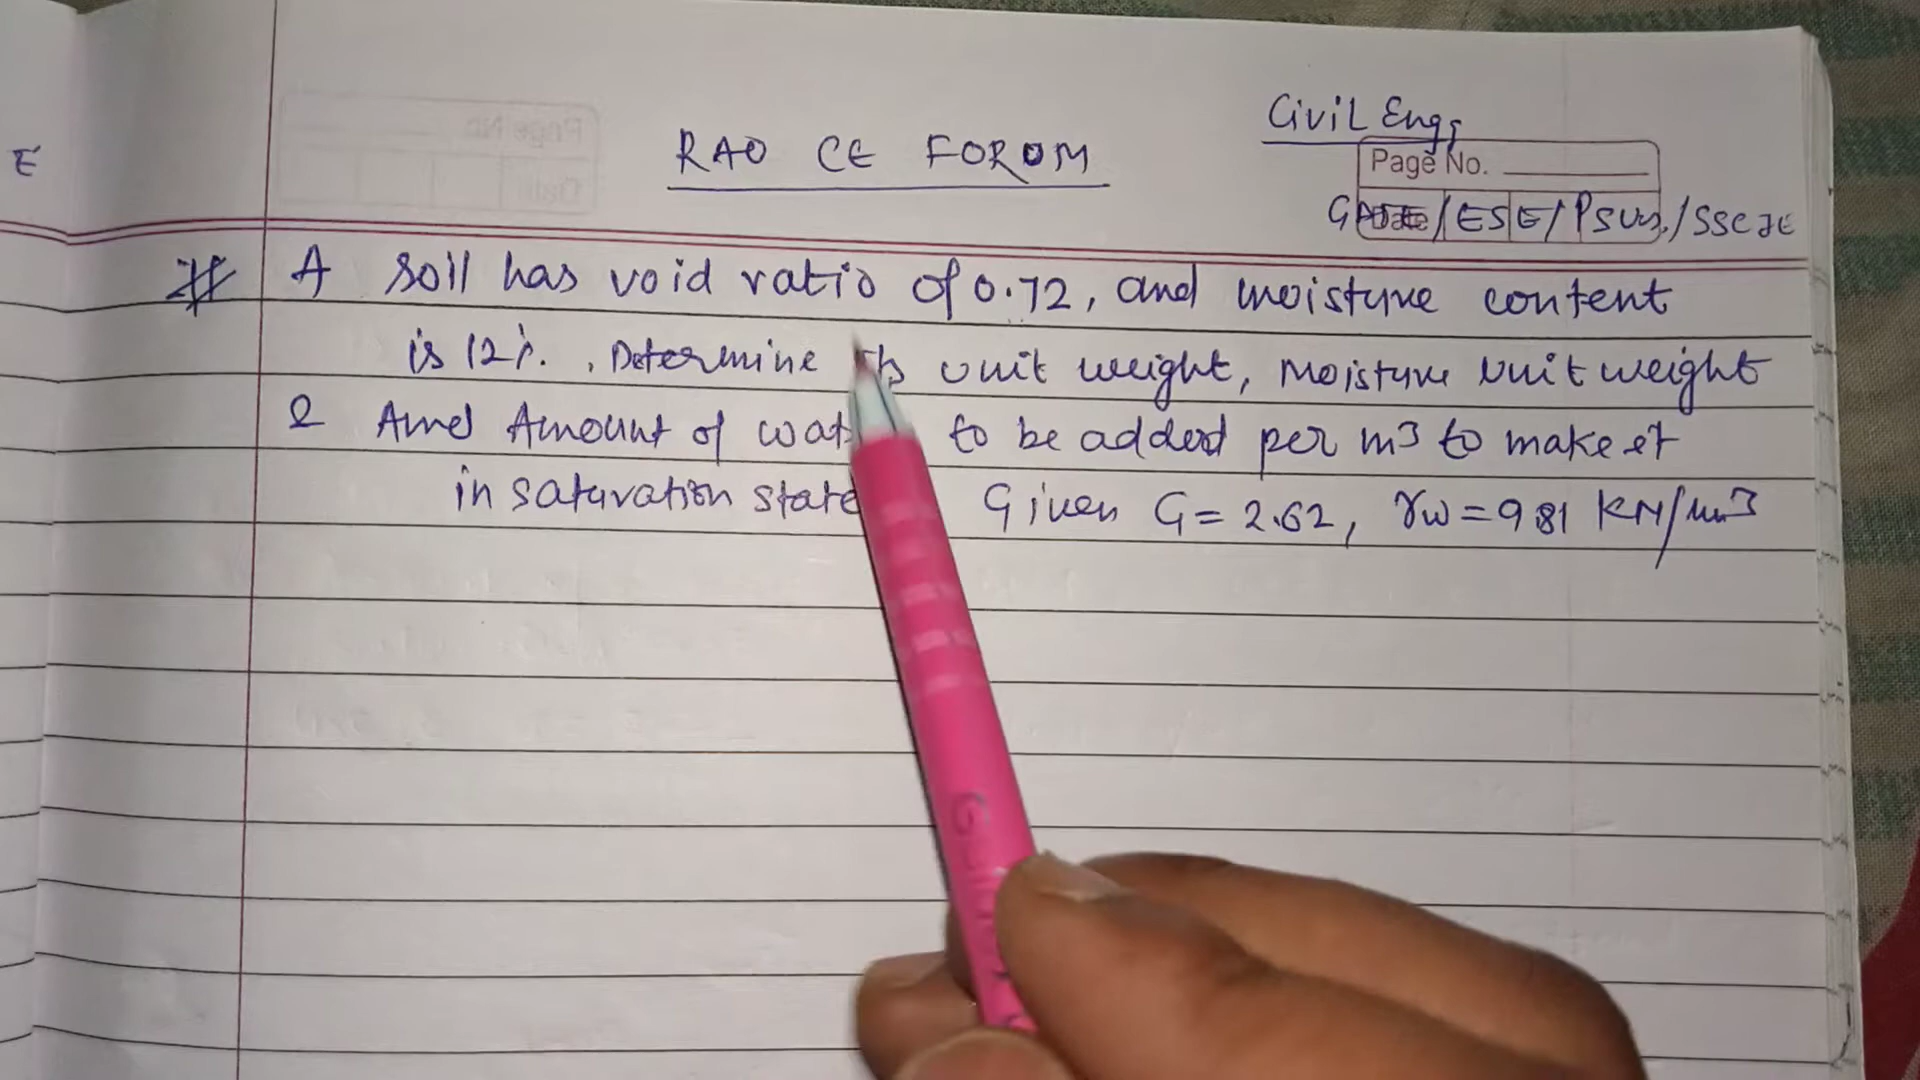 E
RAO CE FOROM
Civil Engg
Page No.
GATE/ESE/PSUs/SSC JE
# A soil has void ratio of 0.72, and moisture content
is 12%. Determine its unit weight, Moisture Unit weight
& And Amount of to be added per m3 to make it
in saturation state Given G = 2.62, γw = 9.81 KN/m3